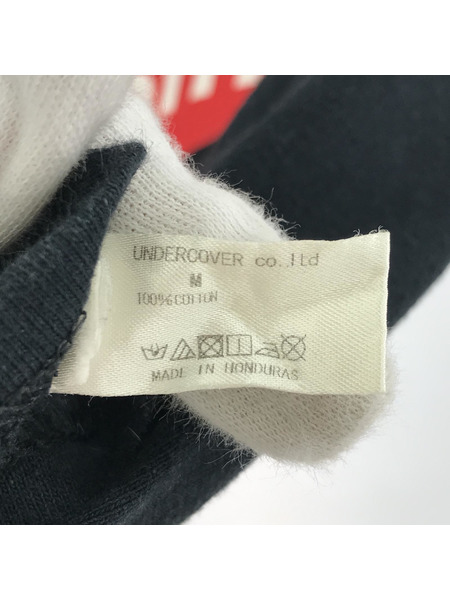 UNDERCOVER co.,ltd
M
100%COTTON
MADE IN HONDURAS